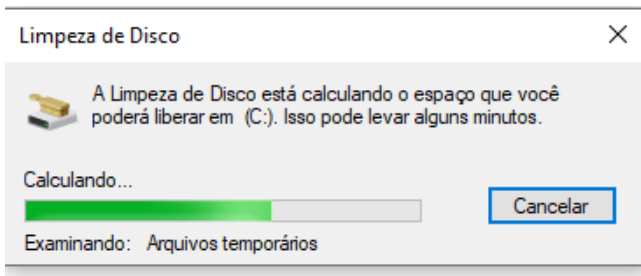 Limpeza de Disco
A Limpeza de Disco está calculando o espaço que você
poderá liberar em (C:). Isso pode levar alguns minutos.
Calculando...
Cancelar
Examinando: Arquivos temporários